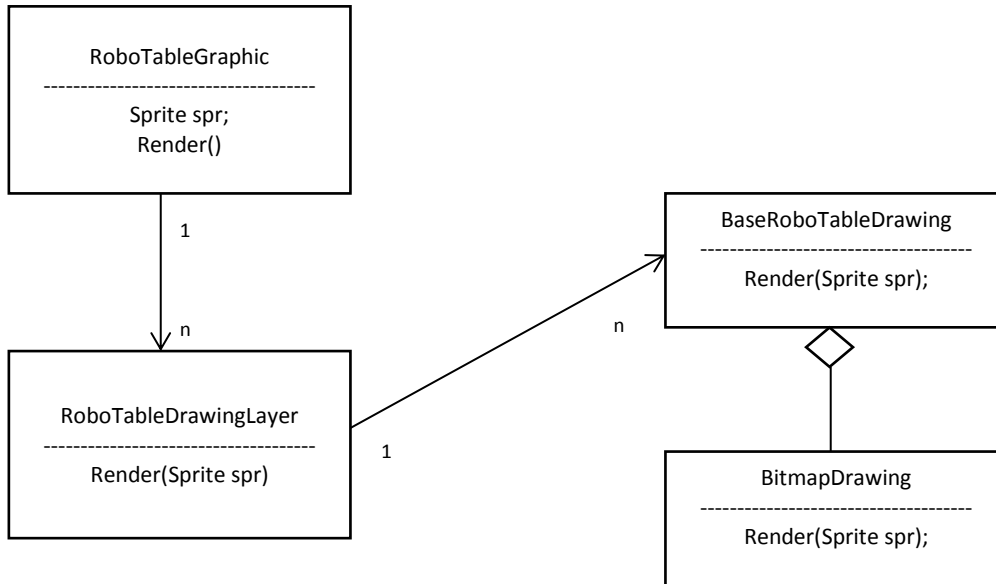 RoboTableGraphic
---------------------------------------
Sprite spr;
Render()
1
n
RoboTableDrawingLayer
---------------------------------------
Render(Sprite spr)
1
n
BaseRoboTableDrawing
---------------------------------------
Render(Sprite spr);
BitmapDrawing
---------------------------------------
Render(Sprite spr);